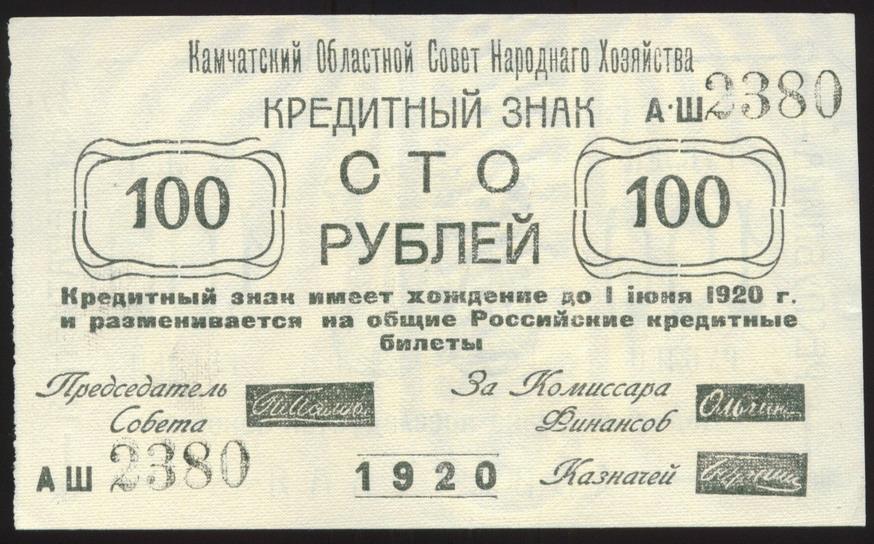 Камчатский Областной Совет Народнаго Хозяйства
КРЕДИТНЫЙ ЗНАК
А·Ш 2380
100
СТО
РУБЛЕЙ
100
Кредитный знак имеет хождение до 1 iюня 1920 г.
и разменивается на общие Российские кредитные
билеты
Председатель
Совета
За Комиссара
Финансов
АШ 2380
1920
Казначей